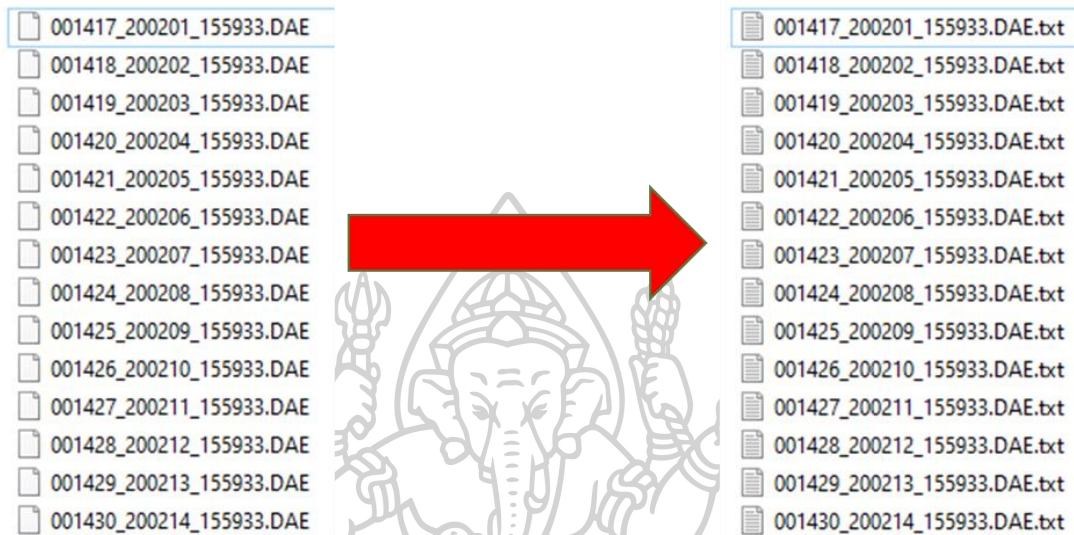 001417_200201_155933.DAE
001418_200202_155933.DAE
001419_200203_155933.DAE
001420_200204_155933.DAE
001421_200205_155933.DAE
001422_200206_155933.DAE
001423_200207_155933.DAE
001424_200208_155933.DAE
001425_200209_155933.DAE
001426_200210_155933.DAE
001427_200211_155933.DAE
001428_200212_155933.DAE
001429_200213_155933.DAE
001430_200214_155933.DAE
001417_200201_155933.DAE.txt
001418_200202_155933.DAE.txt
001419_200203_155933.DAE.txt
001420_200204_155933.DAE.txt
001421_200205_155933.DAE.txt
001422_200206_155933.DAE.txt
001423_200207_155933.DAE.txt
001424_200208_155933.DAE.txt
001425_200209_155933.DAE.txt
001426_200210_155933.DAE.txt
001427_200211_155933.DAE.txt
001428_200212_155933.DAE.txt
001429_200213_155933.DAE.txt
001430_200214_155933.DAE.txt